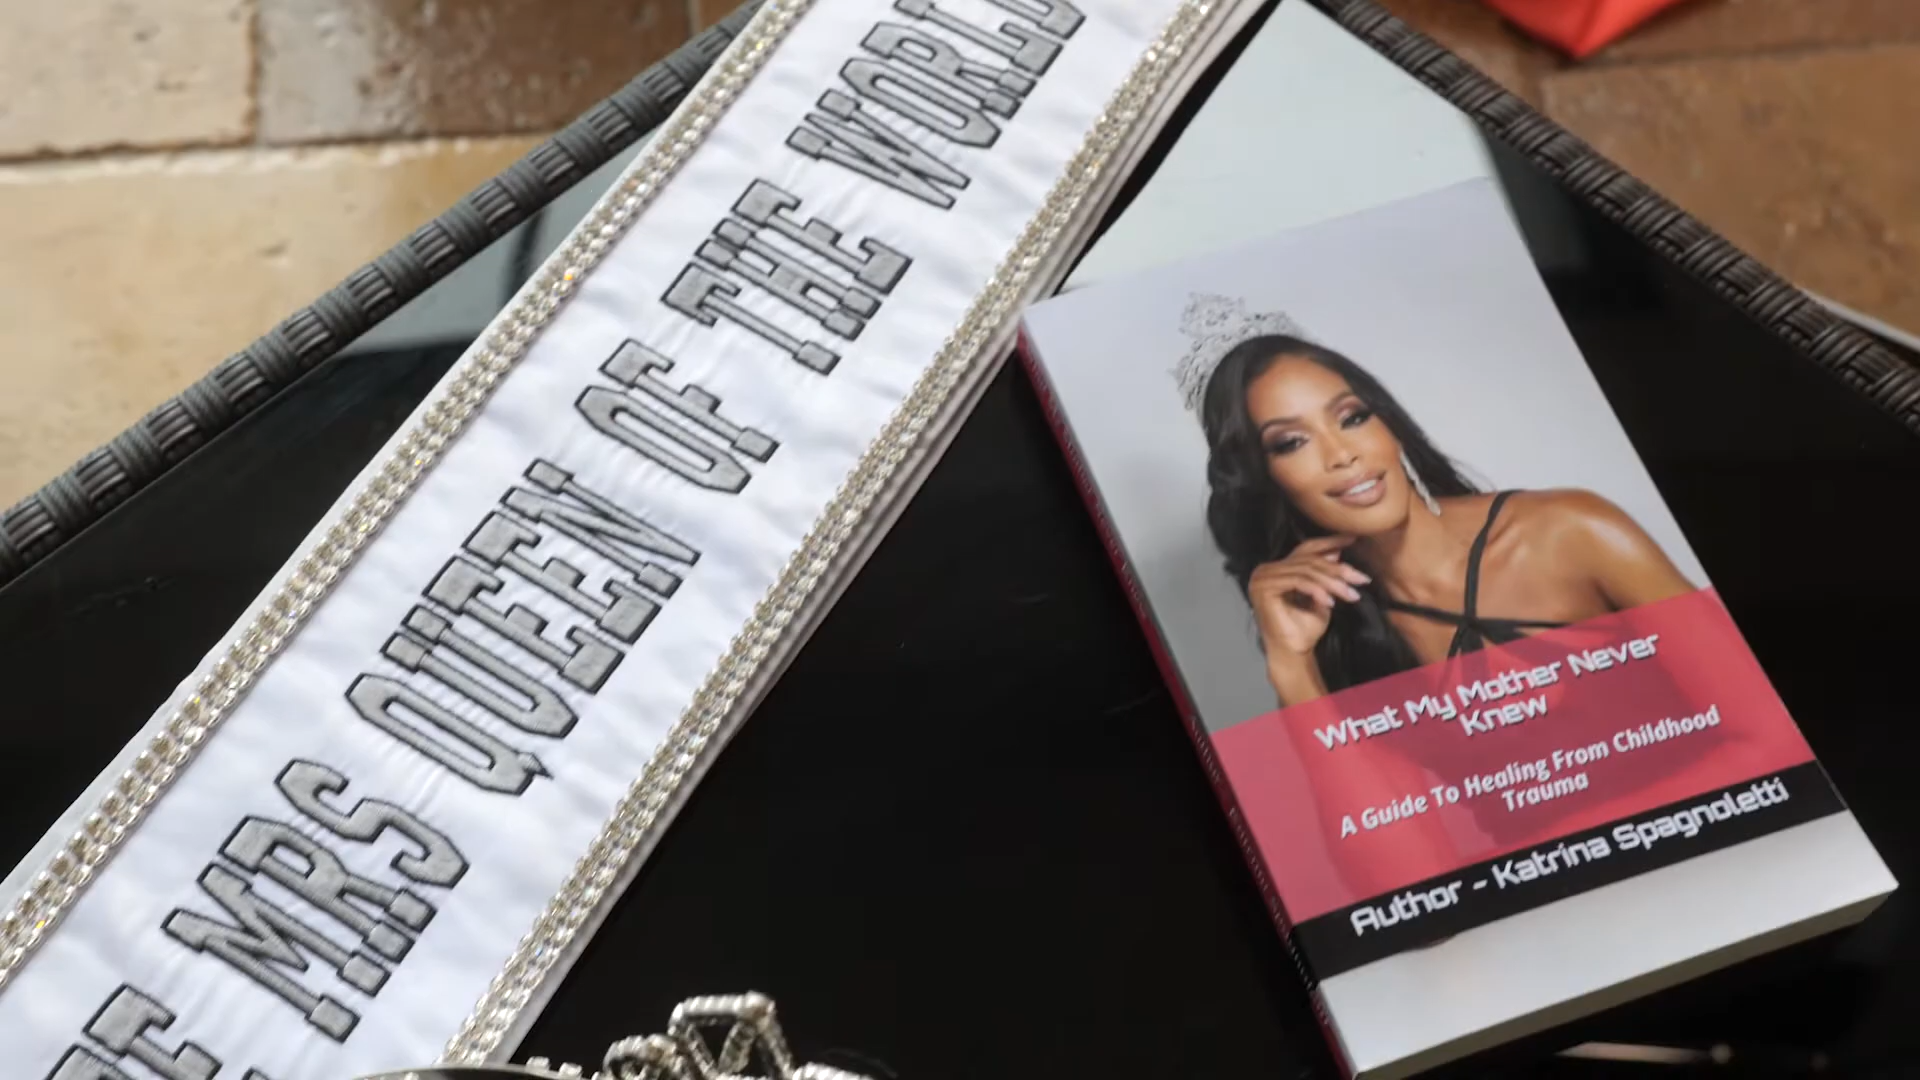 MRS QUEEN OF THE WORLD
What My Mother Never
Knew
A Guide To Healing From Childhood
Trauma
Author - Katrina Spagnoletti